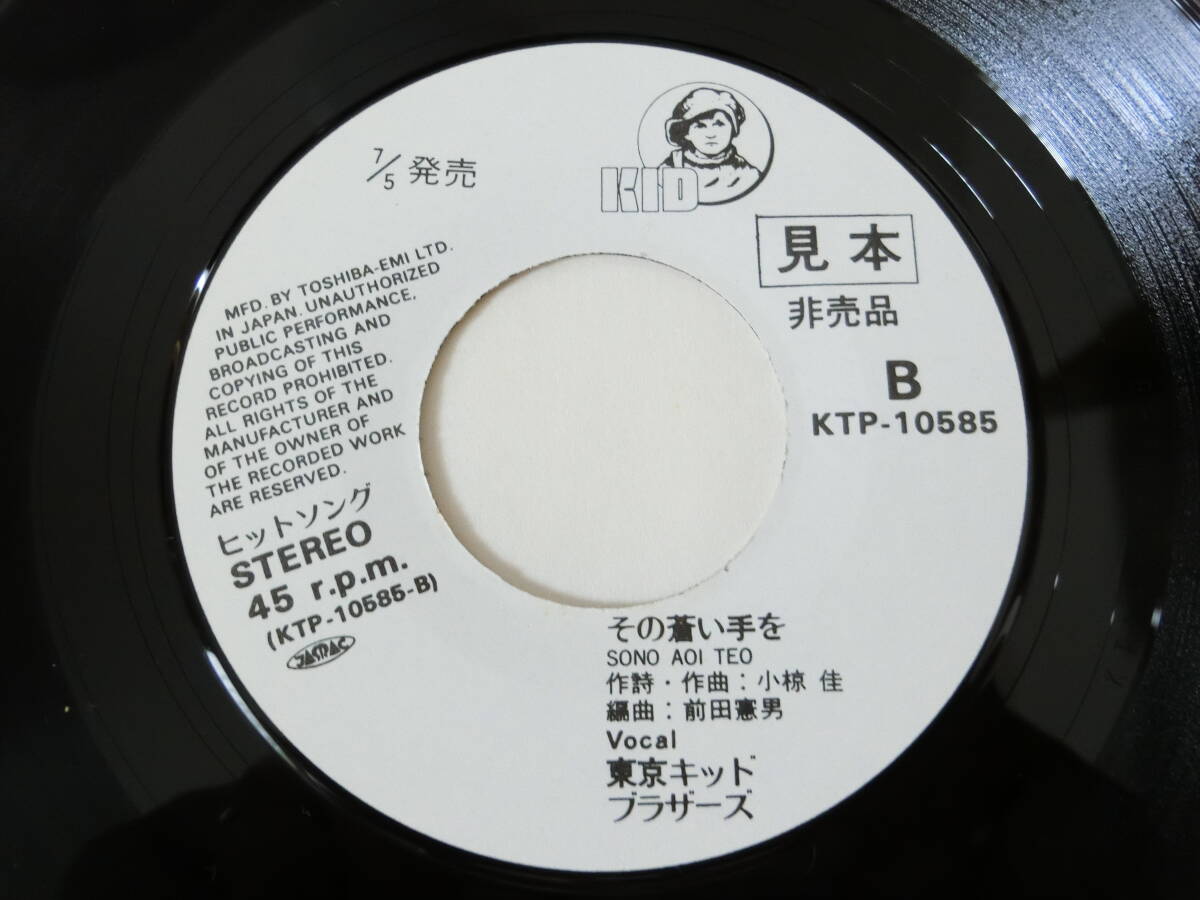 7/5 発売
KID
見本
非売品
B
KTP-10585
MFD. BY TOSHIBA-EMI LTD.
IN JAPAN. UNAUTHORIZED
PUBLIC PERFORMANCE,
BROADCASTING AND
COPYING OF THIS
RECORD PROHIBITED.
ALL RIGHTS OF THE
MANUFACTURER AND
OF THE OWNER OF
THE RECORDED WORK
ARE RESERVED.
ヒットソング
STEREO
45 r.p.m.
(KTP-10585-B)
JASRAC
その蒼い手を
SONO AOI TEO
作詩・作曲：小椋 佳
編曲：前田憲男
Vocal
東京キッド
ブラザーズ